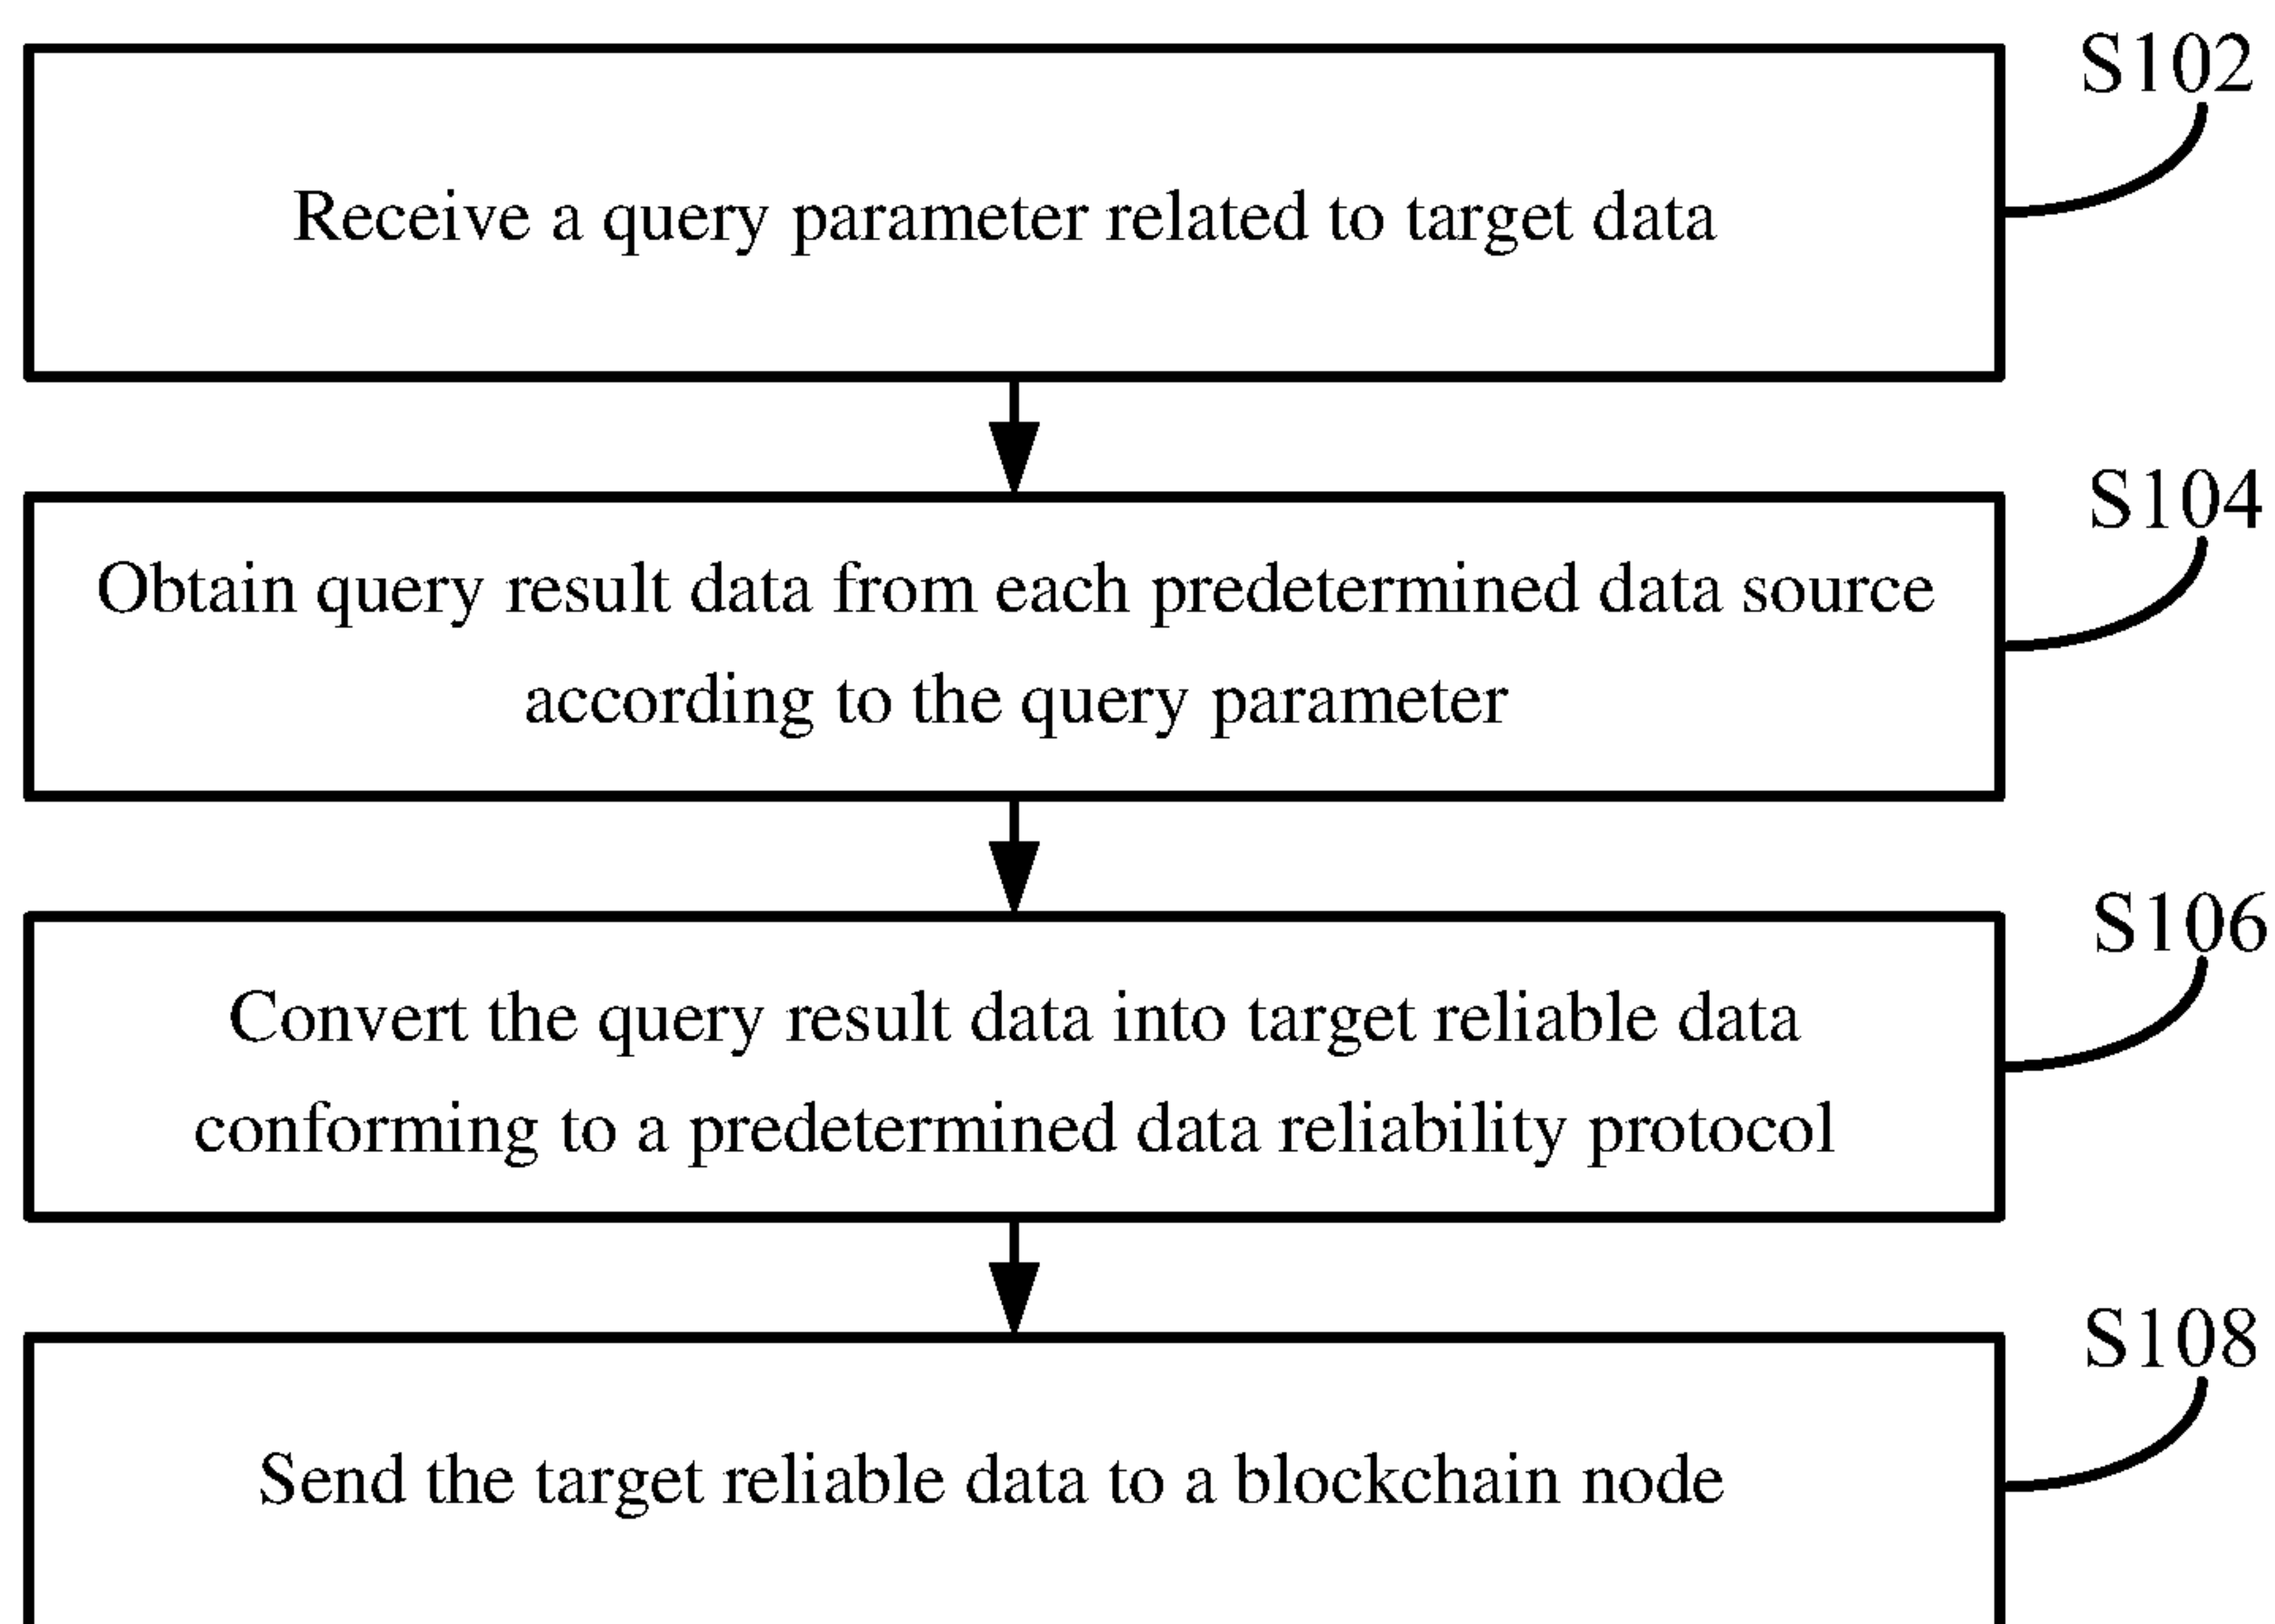 S102
Receive a query parameter related to target data
S104
Obtain query result data from each predetermined data source
according to the query parameter
S106
Convert the query result data into target reliable data
conforming to a predetermined data reliability protocol
S108
Send the target reliable data to a blockchain node